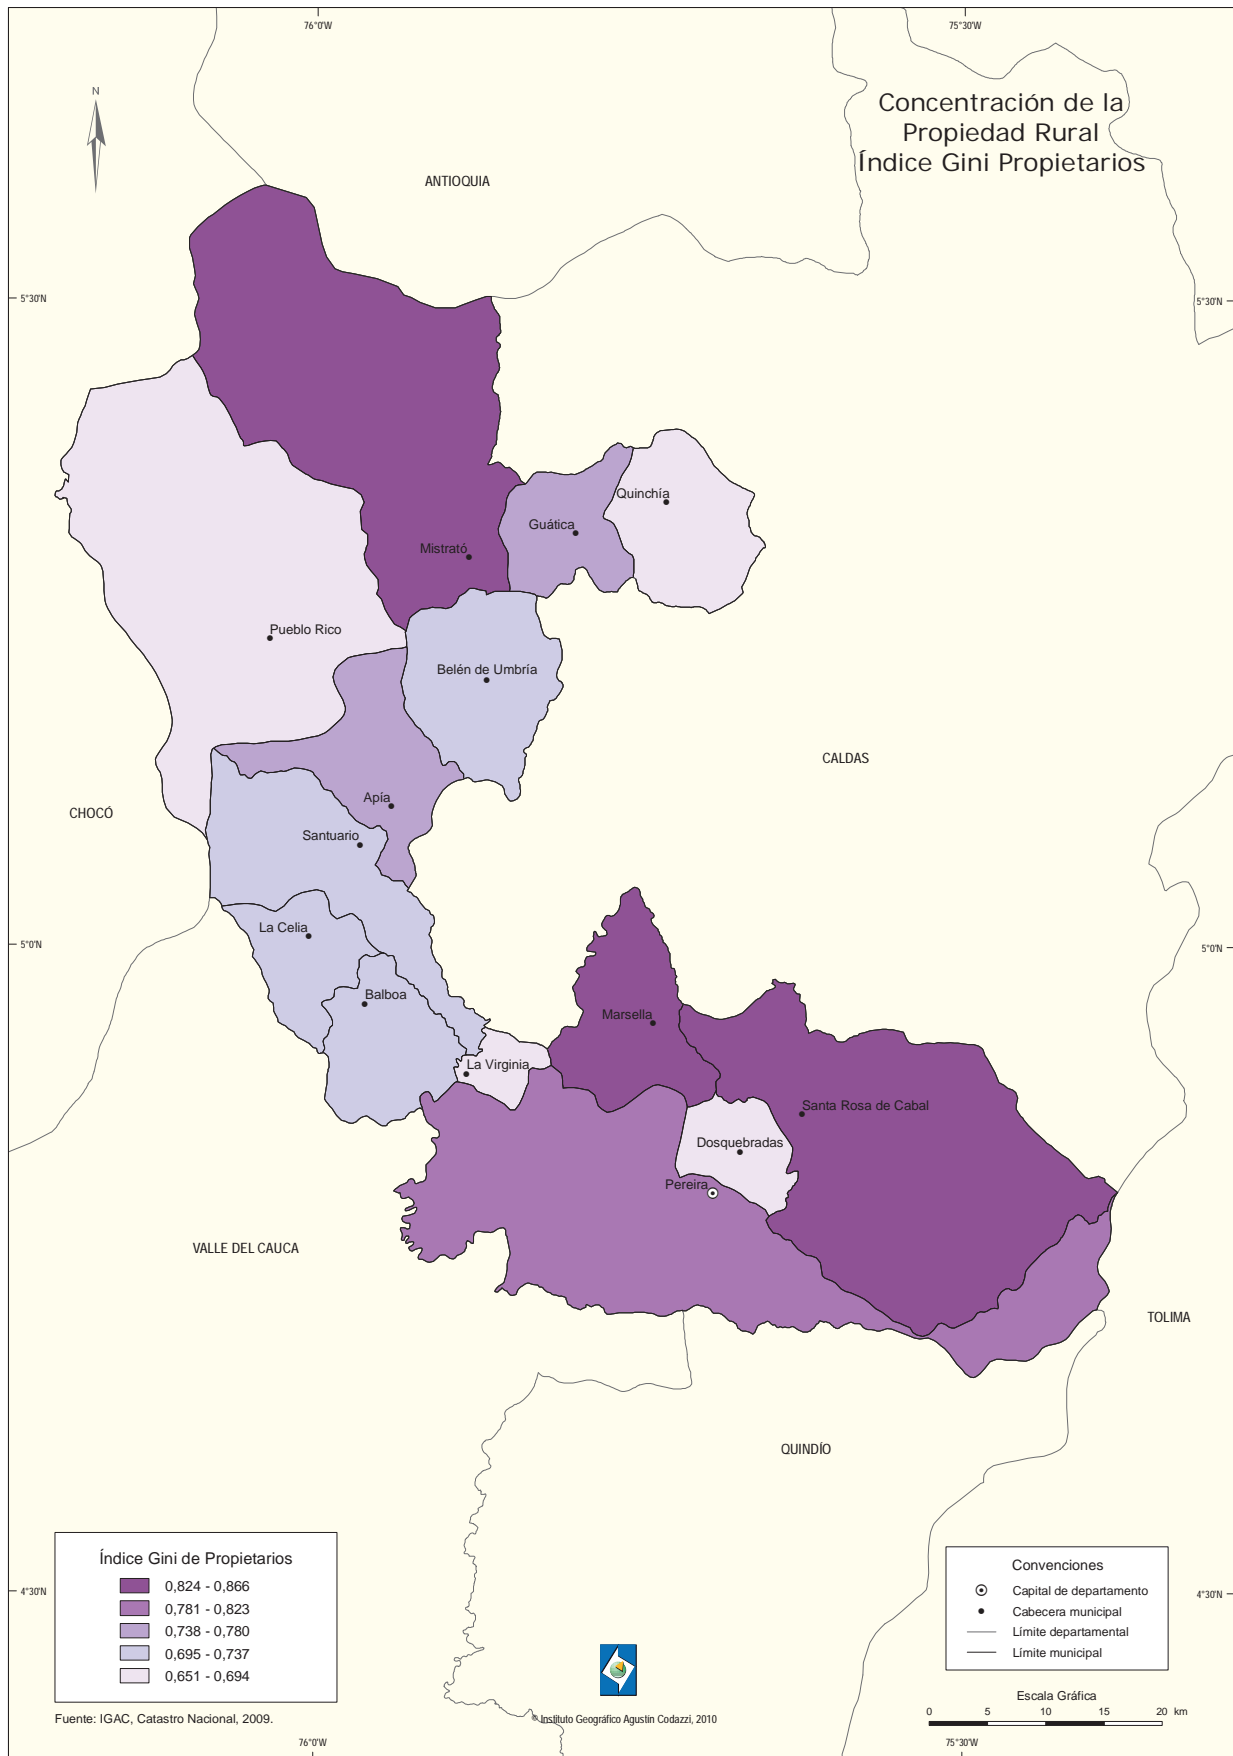 76°0'W
75°30'W
Concentración de la
Propiedad Rural
Índice Gini Propietarios
N
ANTIOQUIA
5°30'N
5°30'N
Quinchía
Guática
Mistrató
Pueblo Rico
Belén de Umbría
CALDAS
Apía
CHOCÓ
Santuario
La Celia
5°0'N
5°0'N
Balboa
Marsella
La Virginia
Santa Rosa de Cabal
Dosquebradas
Pereira
VALLE DEL CAUCA
TOLIMA
QUINDÍO
Índice Gini de Propietarios
0,824 - 0,866
0,781 - 0,823
0,738 - 0,780
0,695 - 0,737
0,651 - 0,694
Convenciones
Capital de departamento
Cabecera municipal
Límite departamental
Límite municipal
4°30'N
4°30'N
Escala Gráfica
0 5 10 15 20 km
Fuente: IGAC, Catastro Nacional, 2009.
© Instituto Geográfico Agustín Codazzi, 2010
76°0'W
75°30'W